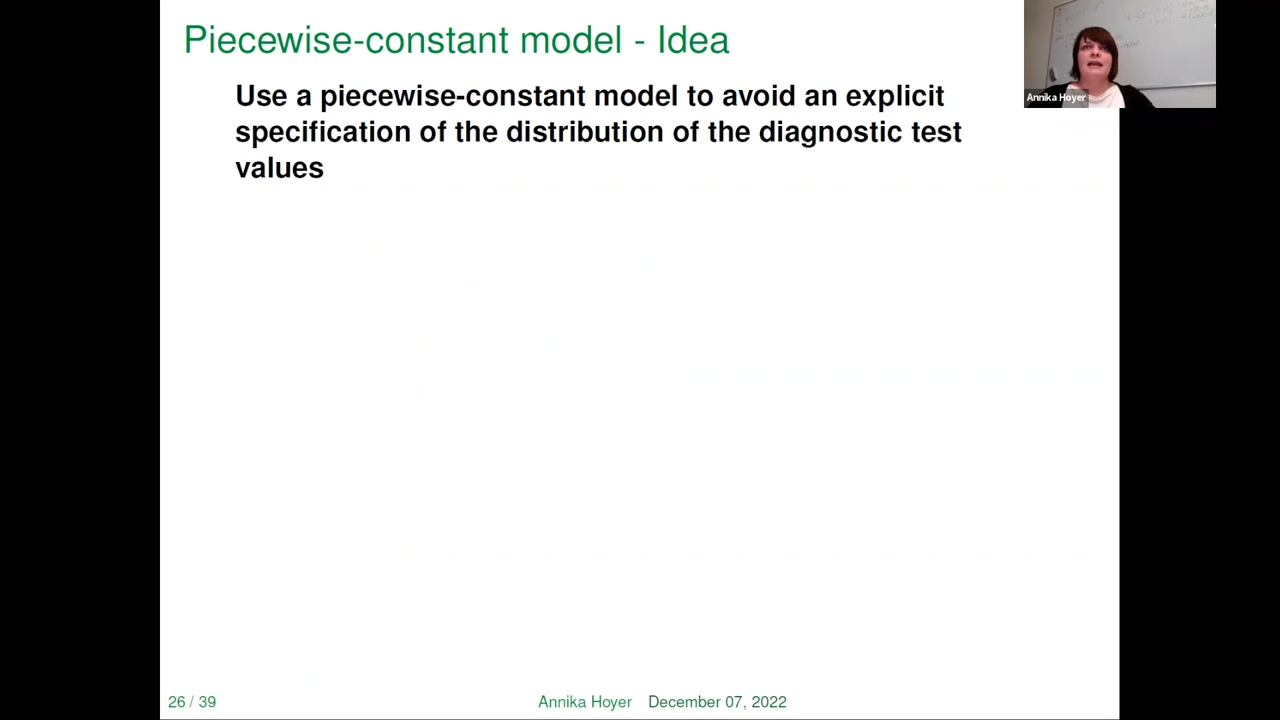 Piecewise-constant model - Idea
Use a piecewise-constant model to avoid an explicit
specification of the distribution of the diagnostic test
values
Annika Hoyer
26 / 39
Annika Hoyer December 07, 2022